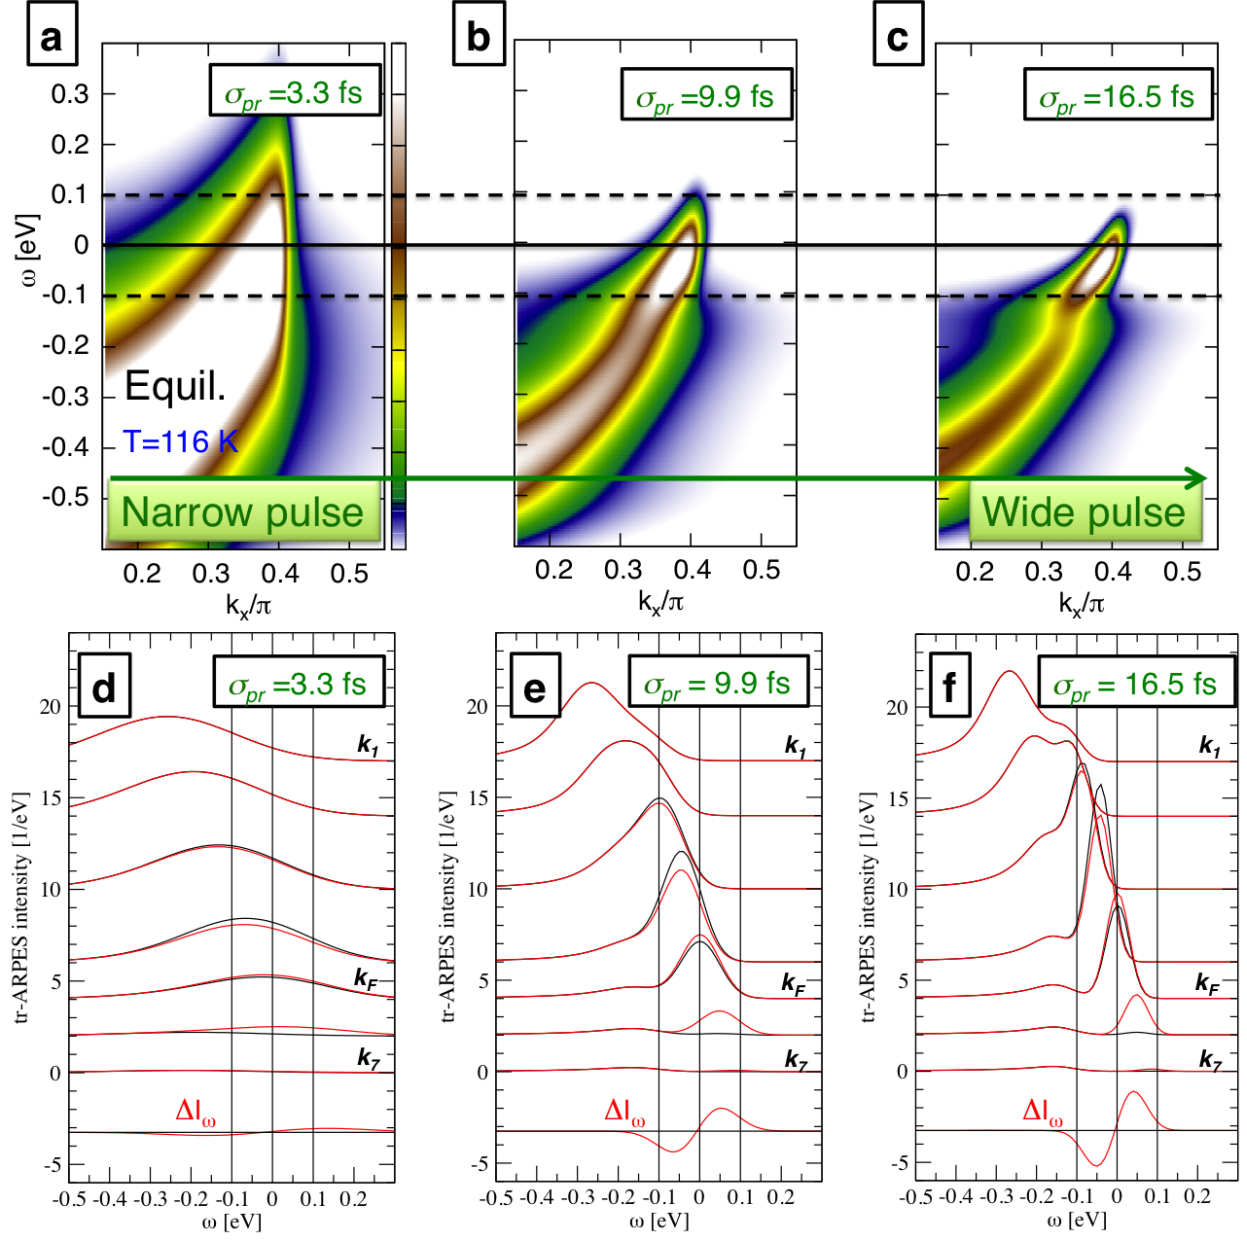 a
b
c
σpr =3.3 fs
σpr =9.9 fs
σpr =16.5 fs
0.3
0.2
0.1
0
-0.1
-0.2
-0.3
-0.4
-0.5
ω [eV]
Equil.
T=116 K
Narrow pulse
Wide pulse
0.2 0.3 0.4 0.5
0.2 0.3 0.4 0.5
0.2 0.3 0.4 0.5
kx/π
kx/π
kx/π
d
σpr =3.3 fs
20
15
10
5
0
-5
tr-ARPES intensity [1/eV]
k1
kF
k7
ΔIω
-0.5 -0.4 -0.3 -0.2 -0.1 0 0.1 0.2
ω [eV]
e
σpr = 9.9 fs
20
15
10
5
0
-5
tr-ARPES intensity [1/eV]
k1
kF
k7
ΔIω
-0.5 -0.4 -0.3 -0.2 -0.1 0 0.1 0.2
ω [eV]
f
σpr = 16.5 fs
20
15
10
5
0
-5
tr-ARPES intensity [1/eV]
k1
kF
k7
ΔIω
-0.5 -0.4 -0.3 -0.2 -0.1 0 0.1 0.2
ω [eV]